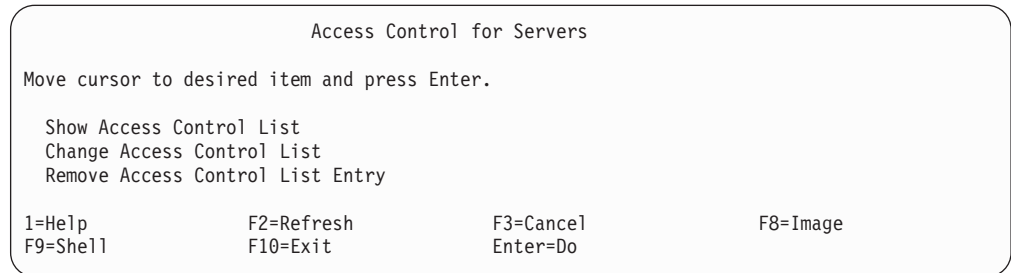 Access Control for Servers
Move cursor to desired item and press Enter.
Show Access Control List
Change Access Control List
Remove Access Control List Entry
1=Help F2=Refresh F3=Cancel F8=Image
F9=Shell F10=Exit Enter=Do